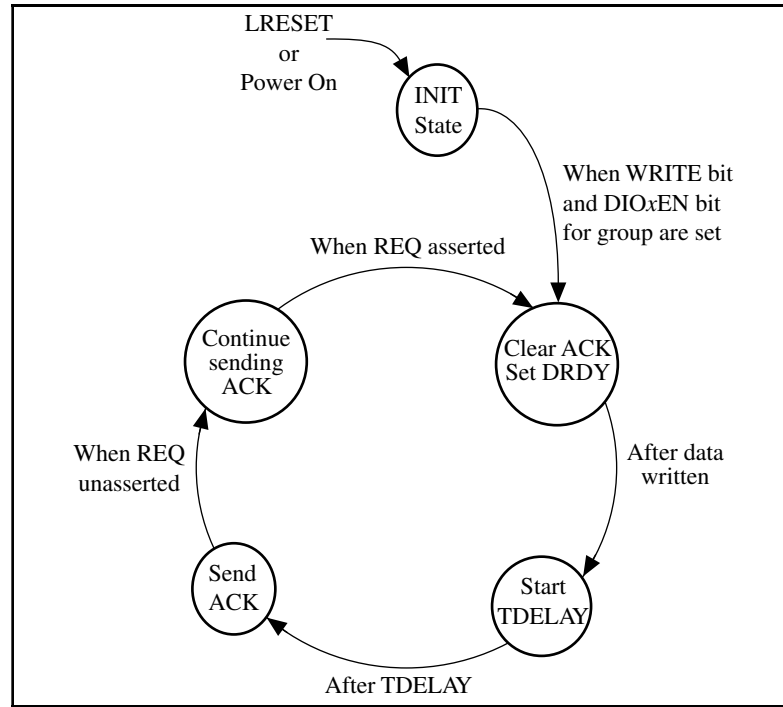 LRESET
or
Power On
INIT
State
When WRITE bit
and DIOxEN bit
for group are set
When REQ asserted
Continue
sending
ACK
Clear ACK
Set DRDY
When REQ
unasserted
After data
written
Send
ACK
Start
TDELAY
After TDELAY